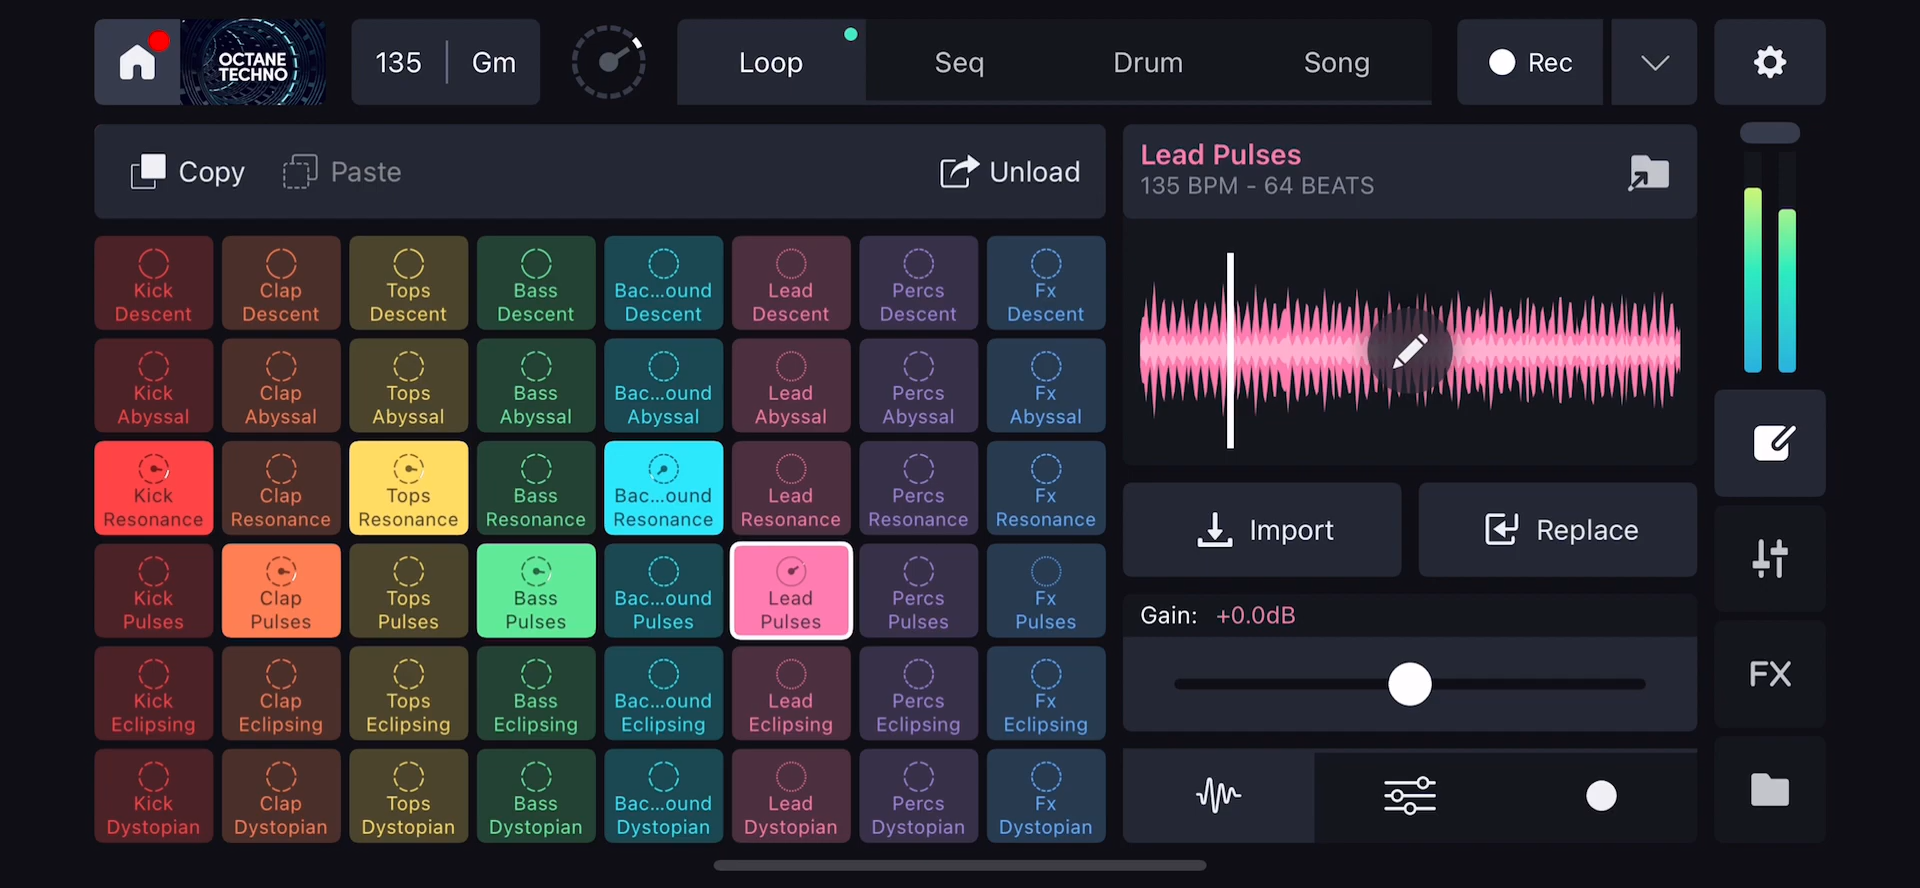 OCTANE
TECHNO
135
Gm
Loop
Seq
Drum
Song
Rec
Copy
Paste
Unload
Lead Pulses
135 BPM - 64 BEATS
Kick
Descent
Clap
Descent
Tops
Descent
Bass
Descent
Bac...ound
Descent
Lead
Descent
Percs
Descent
Fx
Descent
Kick
Abyssal
Clap
Abyssal
Tops
Abyssal
Bass
Abyssal
Bac...ound
Abyssal
Lead
Abyssal
Percs
Abyssal
Fx
Abyssal
Kick
Resonance
Clap
Resonance
Tops
Resonance
Bass
Resonance
Bac...ound
Resonance
Lead
Resonance
Percs
Resonance
Fx
Resonance
Kick
Pulses
Clap
Pulses
Tops
Pulses
Bass
Pulses
Bac...ound
Pulses
Lead
Pulses
Percs
Pulses
Fx
Pulses
Kick
Eclipsing
Clap
Eclipsing
Tops
Eclipsing
Bass
Eclipsing
Bac...ound
Eclipsing
Lead
Eclipsing
Percs
Eclipsing
Fx
Eclipsing
Kick
Dystopian
Clap
Dystopian
Tops
Dystopian
Bass
Dystopian
Bac...ound
Dystopian
Lead
Dystopian
Percs
Dystopian
Fx
Dystopian
Import
Replace
Gain: +0.0dB
FX